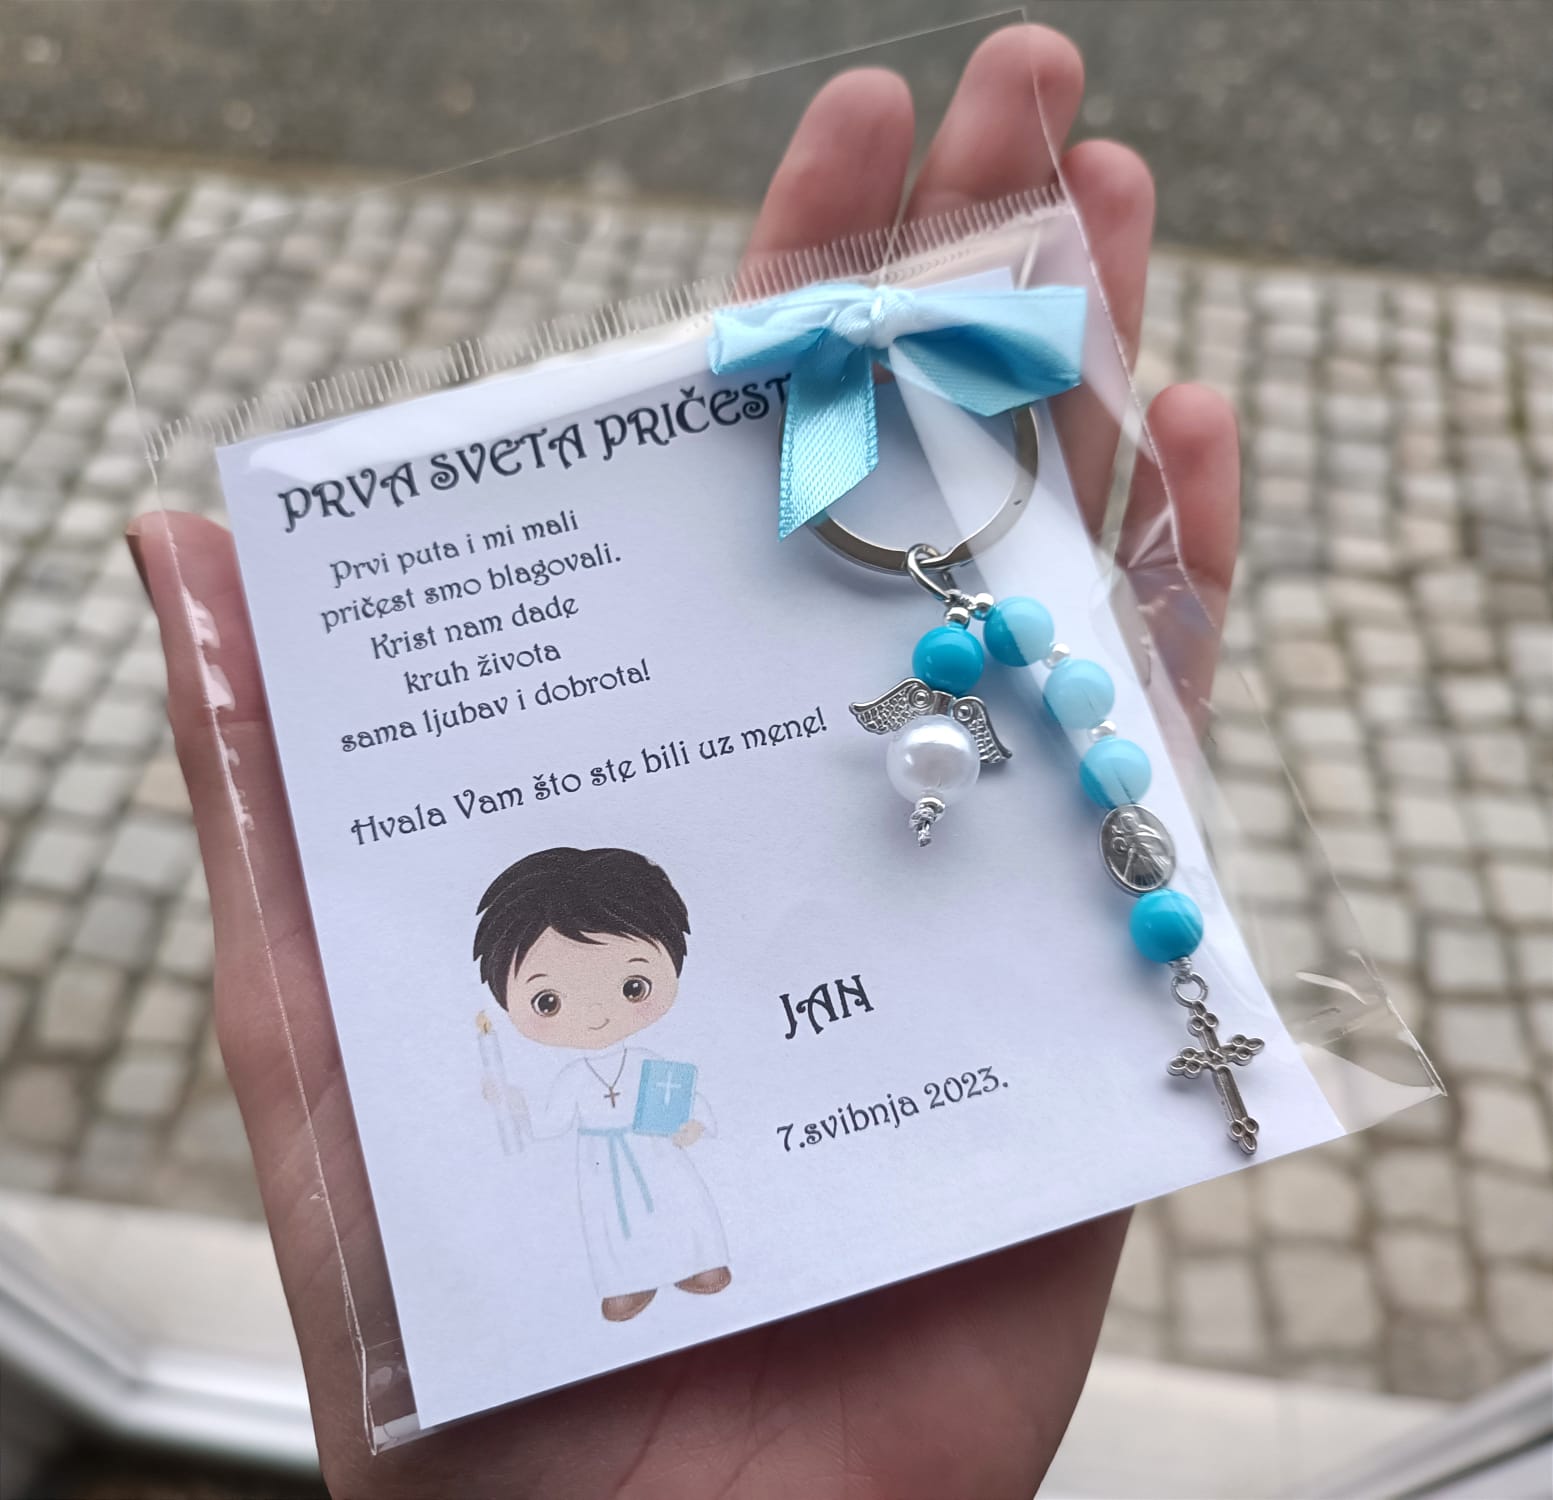 PRVA SVETA PRIČEST
Prvi puta i mi mali
pričest smo blagovali.
Krist nam dade
kruh života
sama ljubav i dobrota!
Hvala Vam što ste bili uz mene!
JAN
7.svibnja 2023.